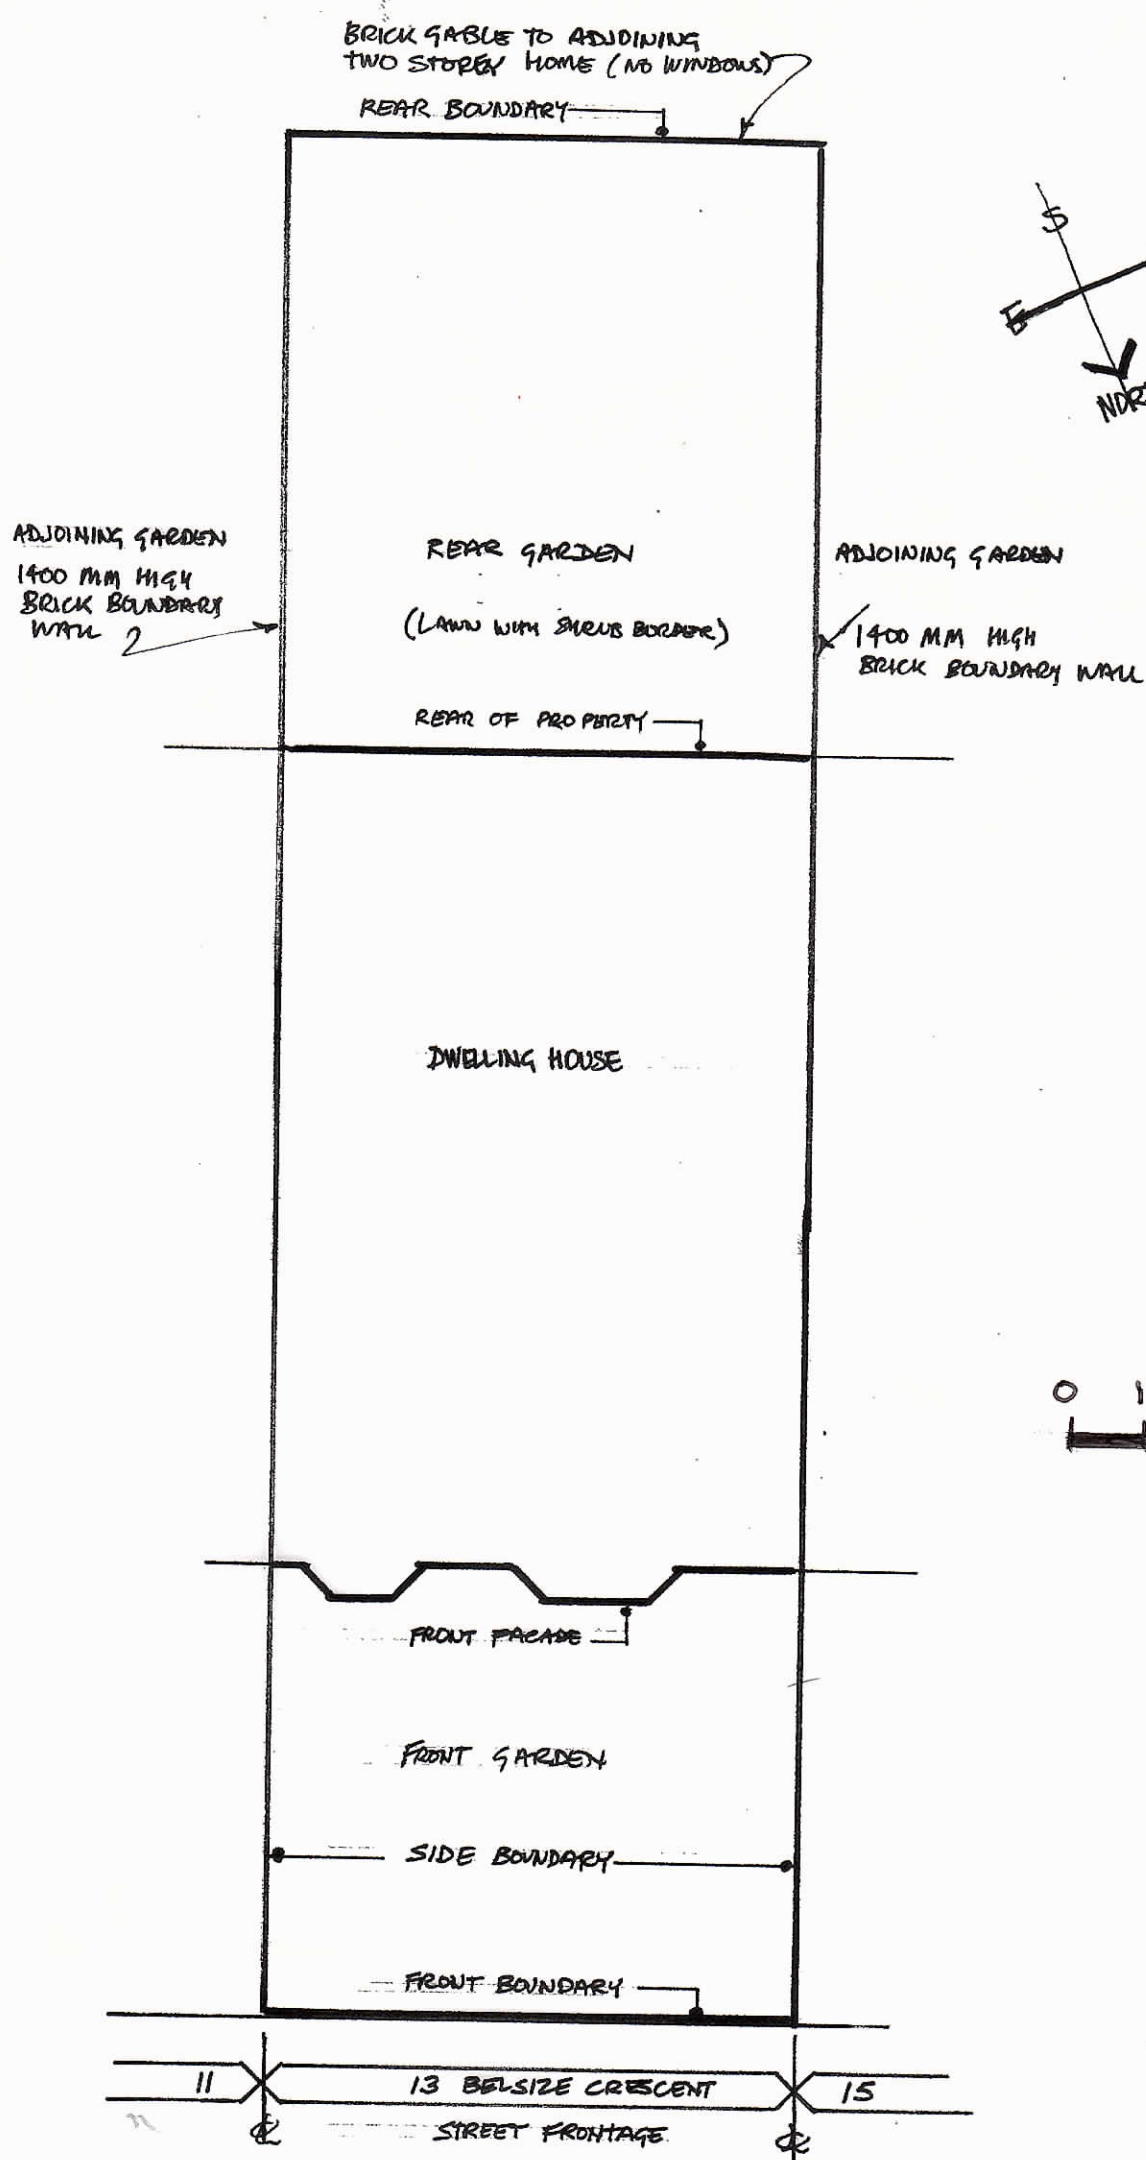 BRICK GABLE TO ADJOINING
TWO STOREY HOME (NO WINDOWS)
REAR BOUNDARY
S
E
ADJOINING GARDEN
1400 MM HIGH
BRICK BOUNDARY
WALL
REAR GARDEN
(LAWN WITH SHRUB BORDER)
ADJOINING GARDEN
1400 MM HIGH
BRICK BOUNDARY WALL
REAR OF PROPERTY
DWELLING HOUSE
0 1
FRONT FACADE
FRONT GARDEN
SIDE BOUNDARY
FRONT BOUNDARY
11 13 BELSIZE CRESCENT 15
STREET FRONTAGE